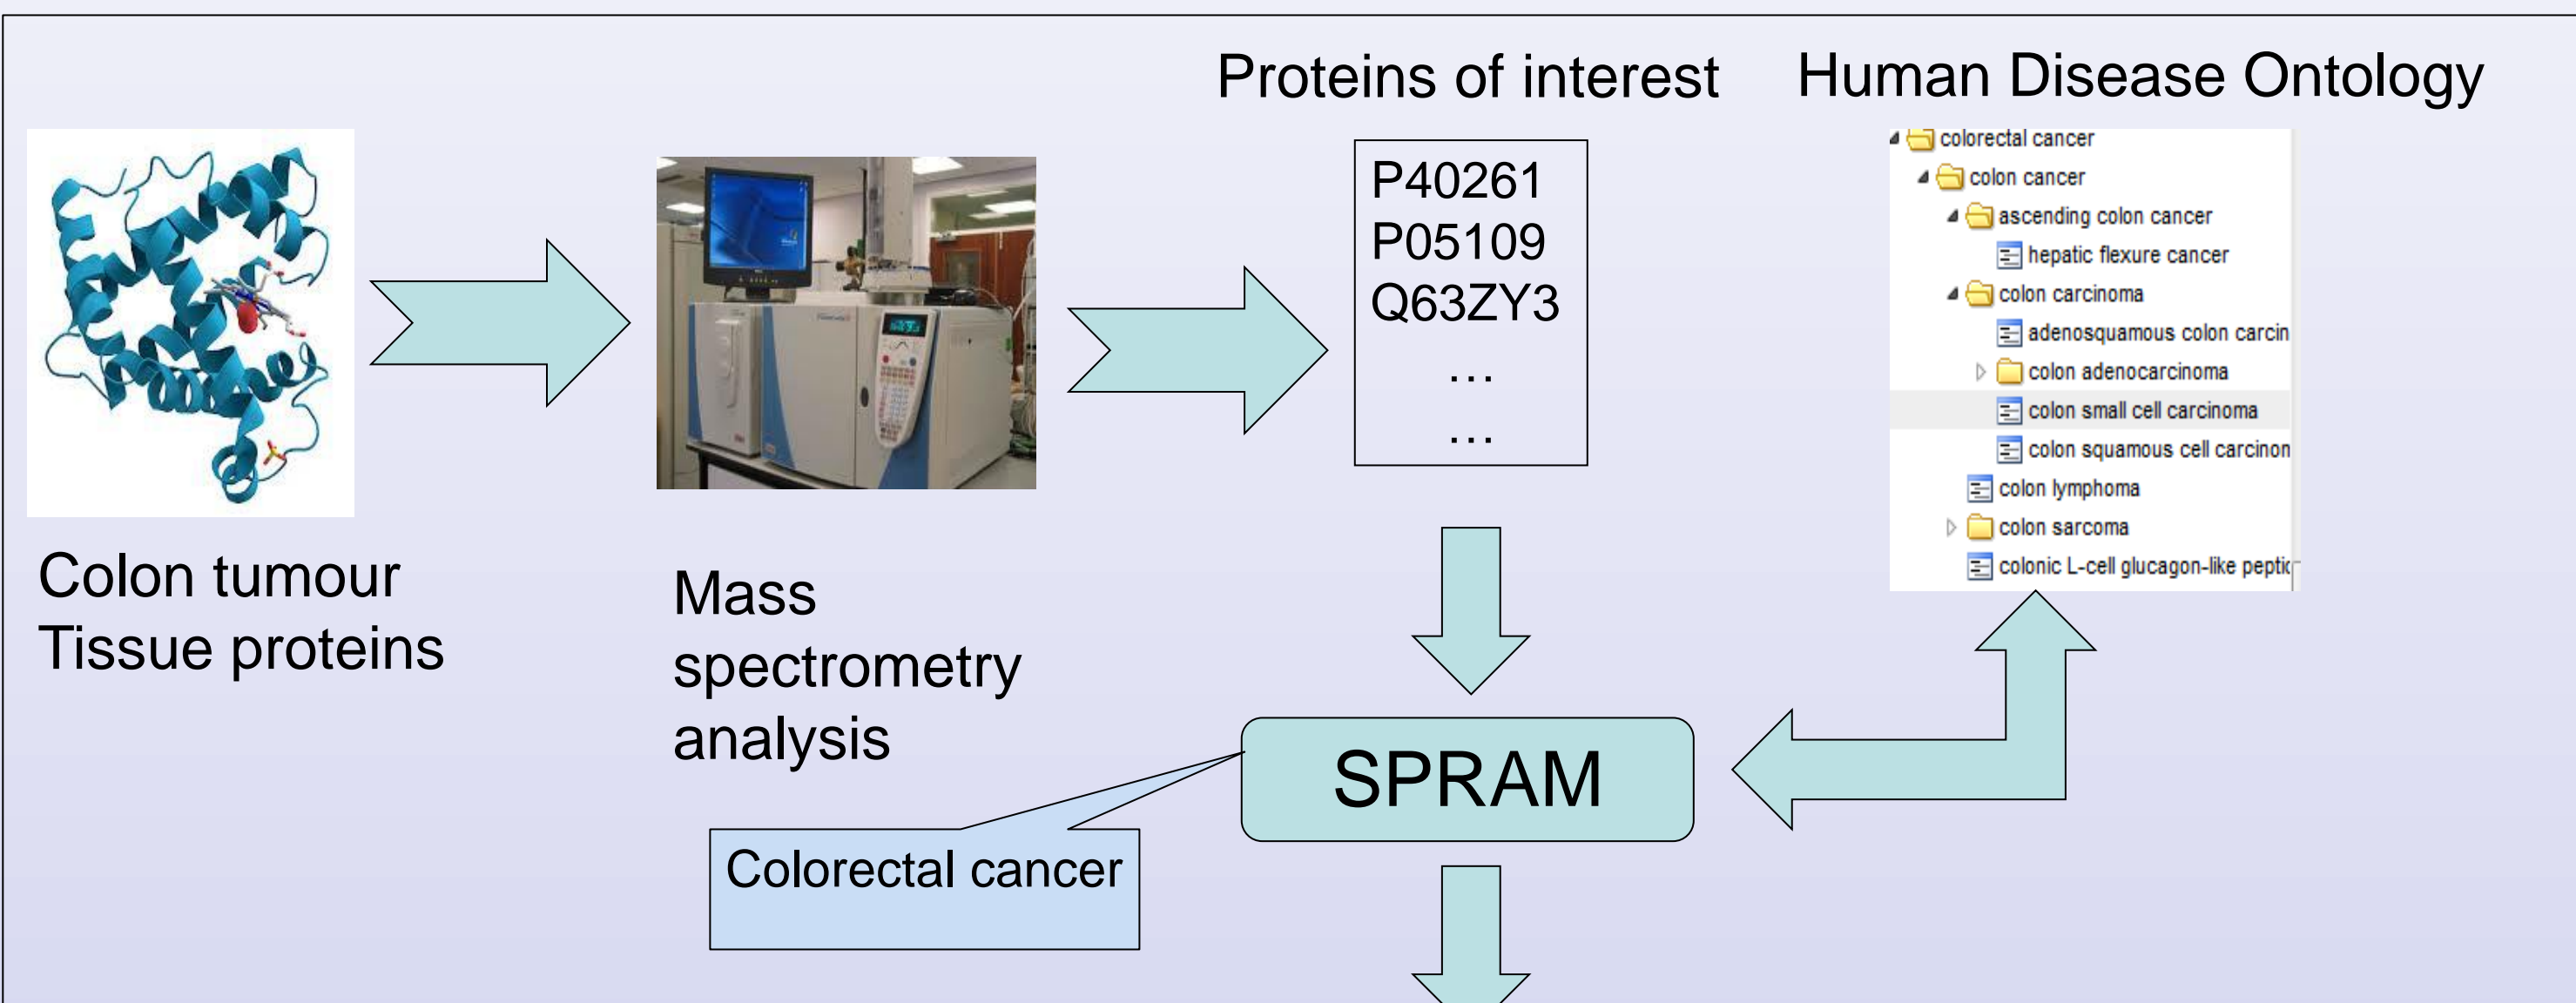 Proteins of interest
Human Disease Ontology
P40261
P05109
Q63ZY3
…
…
colorectal cancer
colon cancer
ascending colon cancer
hepatic flexure cancer
colon carcinoma
adenosquamous colon carcin
colon adenocarcinoma
colon small cell carcinoma
colon squamous cell carcinon
colon lymphoma
colon sarcoma
colonic L-cell glucagon-like peptic
Colon tumour
Tissue proteins
Mass
spectrometry
analysis
SPRAM
Colorectal cancer